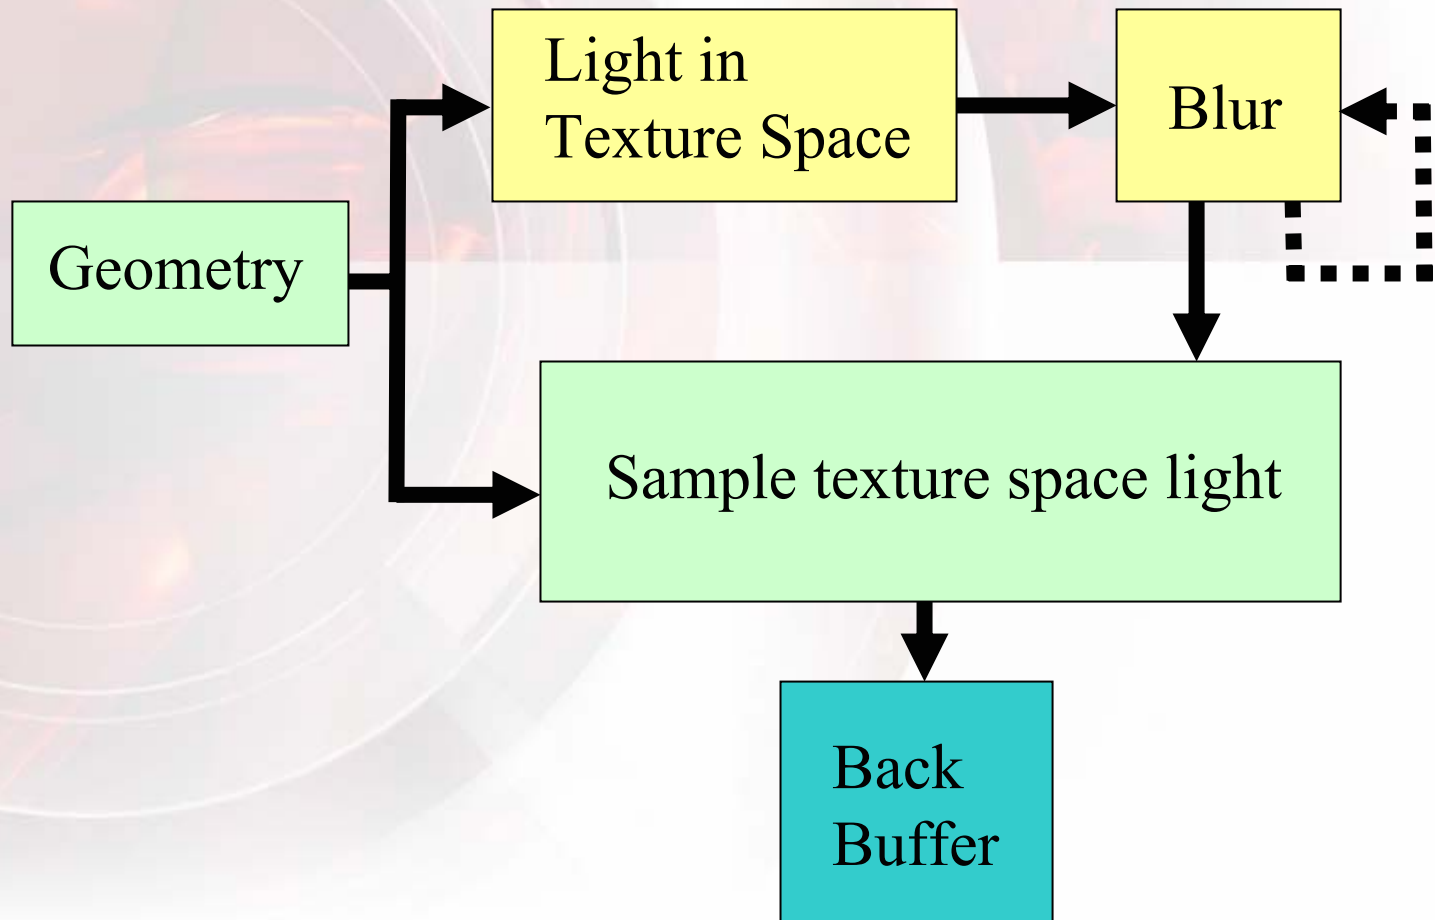 Light in
Texture Space
Blur
Geometry
Sample texture space light
Back
Buffer